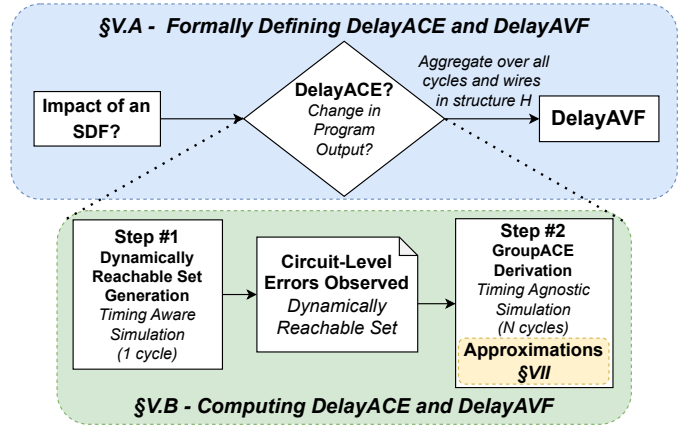 §V.A - Formally Defining DelayACE and DelayAVF
Impact of an
SDF?
DelayACE?
Change in
Program
Output?
Aggregate over all
cycles and wires
in structure H
DelayAVF
Step #1
Dynamically
Reachable Set
Generation
Timing Aware
Simulation
(1 cycle)
Circuit-Level
Errors Observed
Dynamically
Reachable Set
Step #2
GroupACE
Derivation
Timing Agnostic
Simulation
(N cycles)
Approximations
§VII
§V.B - Computing DelayACE and DelayAVF